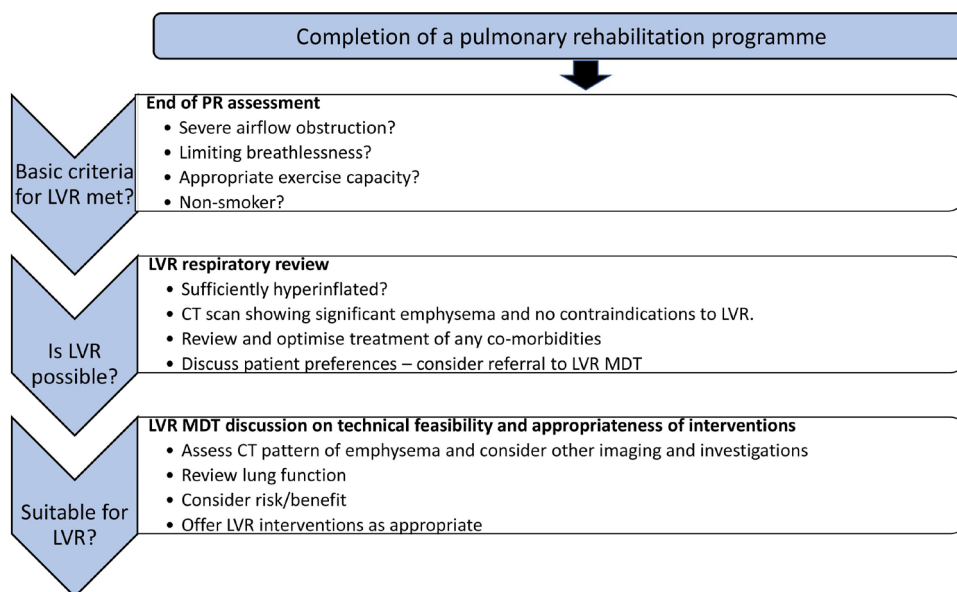 Completion of a pulmonary rehabilitation programme
Basic criteria
for LVR met?
End of PR assessment
• Severe airflow obstruction?
• Limiting breathlessness?
• Appropriate exercise capacity?
• Non-smoker?
Is LVR
possible?
LVR respiratory review
• Sufficiently hyperinflated?
• CT scan showing significant emphysema and no contraindications to LVR.
• Review and optimise treatment of any co-morbidities
• Discuss patient preferences – consider referral to LVR MDT
Suitable for
LVR?
LVR MDT discussion on technical feasibility and appropriateness of interventions
• Assess CT pattern of emphysema and consider other imaging and investigations
• Review lung function
• Consider risk/benefit
• Offer LVR interventions as appropriate